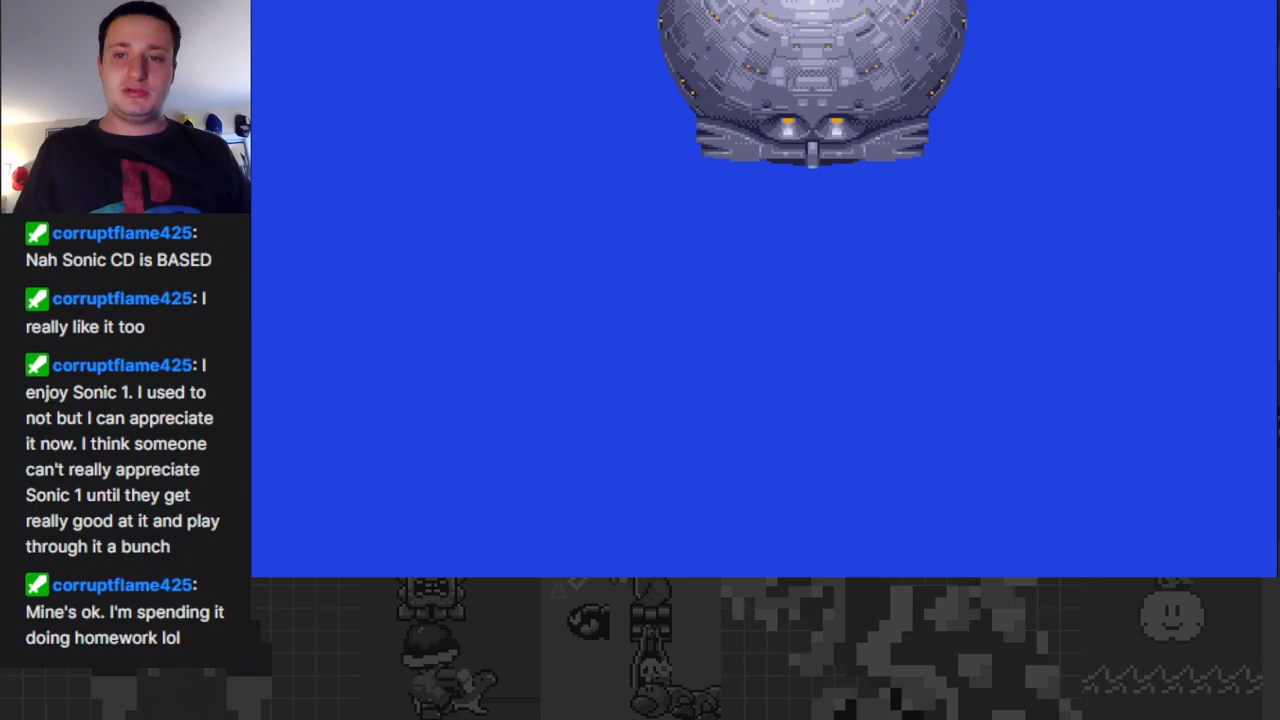 corruptflame425:
Nah Sonic CD is BASED
corruptflame425: I
really like it too
corruptflame425: I
enjoy Sonic 1. I used to
not but I can appreciate
it now. I think someone
can't really appreciate
Sonic 1 until they get
really good at it and play
through it a bunch
corruptflame425:
Mine's ok. I'm spending it
doing homework lol